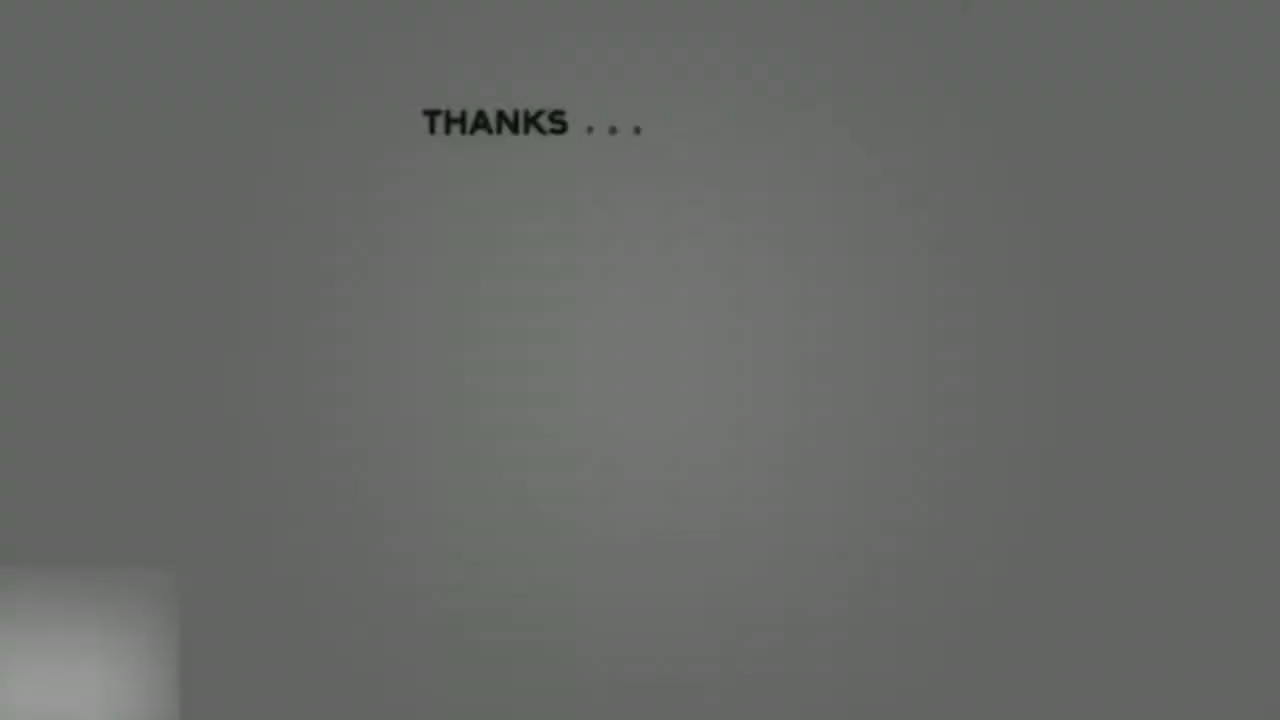 THANKS . . .